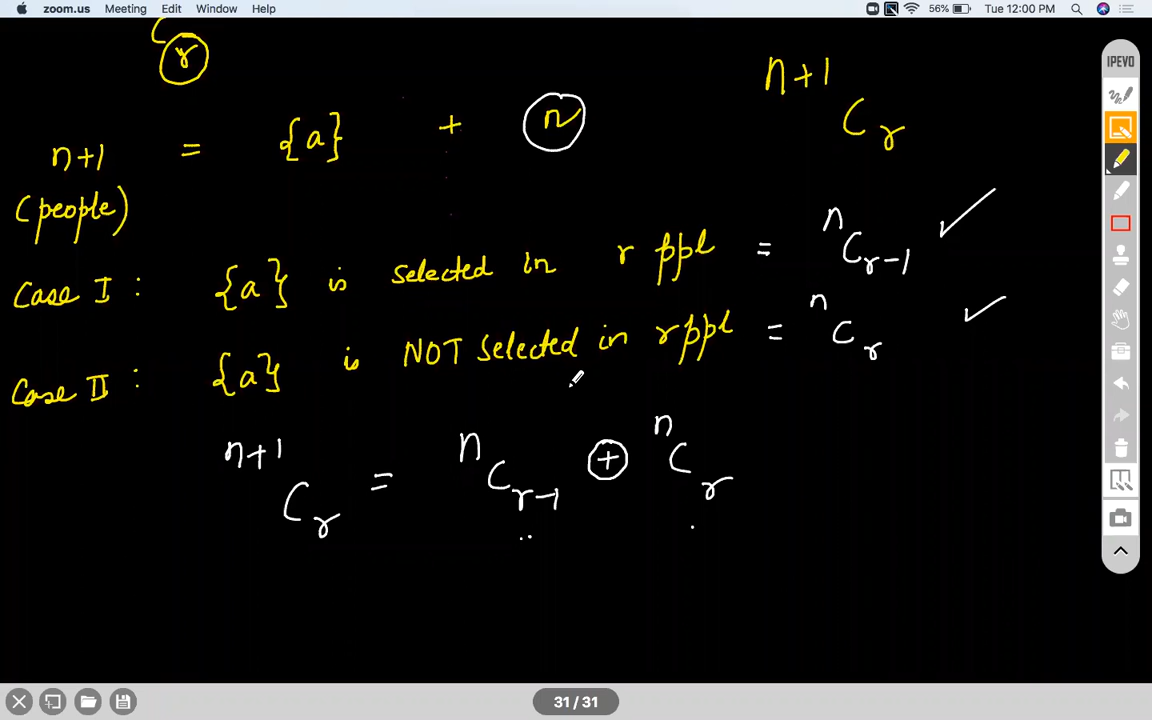 zoom.us Meeting Edit Window Help 56% Tue 12:00 PM
r
IPEVO
n+1
C r
n+1 = {a} + n
(people)
Case I : {a} is selected in r ppl = n C r-1 ✓
Case II : {a} is NOT selected in r ppl = n C r ✓
n+1 C r = n C r-1 + n C r
31 / 31